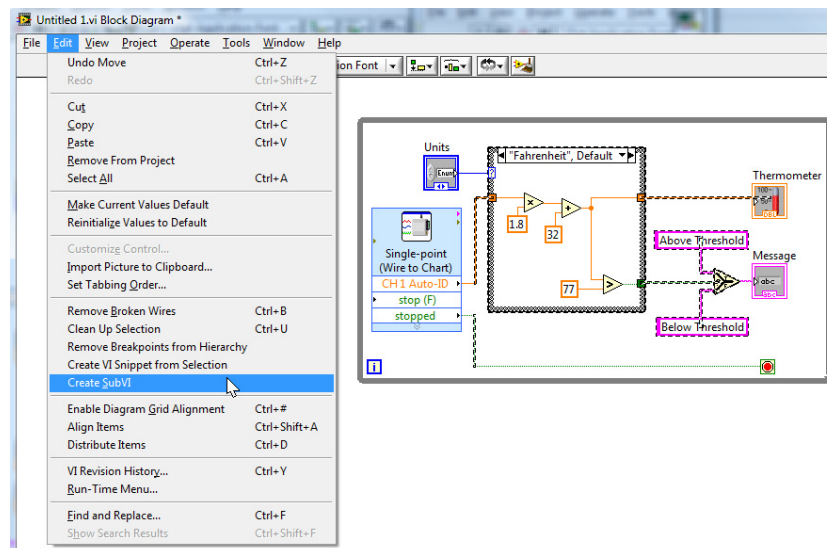 Untitled 1.vi Block Diagram *
File Edit View Project Operate Tools Window Help
ion Font
Undo Move Ctrl+Z
Redo Ctrl+Shift+Z
Cut Ctrl+X
Copy Ctrl+C
Paste Ctrl+V
Remove From Project
Select All Ctrl+A
Make Current Values Default
Reinitialize Values to Default
Customize Control...
Import Picture to Clipboard...
Set Tabbing Order...
Remove Broken Wires Ctrl+B
Clean Up Selection Ctrl+U
Remove Breakpoints from Hierarchy
Create VI Snippet from Selection
Create SubVI
Enable Diagram Grid Alignment Ctrl+#
Align Items Ctrl+Shift+A
Distribute Items Ctrl+D
VI Revision History... Ctrl+Y
Run-Time Menu...
Find and Replace... Ctrl+F
Show Search Results Ctrl+Shift+F
Units
Enum
"Fahrenheit", Default
?
x
+
1.8
32
77
>
Single-point
(Wire to Chart)
CH 1 Auto-ID
stop (F)
stopped
Thermometer
100-
50-
Above Threshold
Message
abc
abc
Below Threshold
i